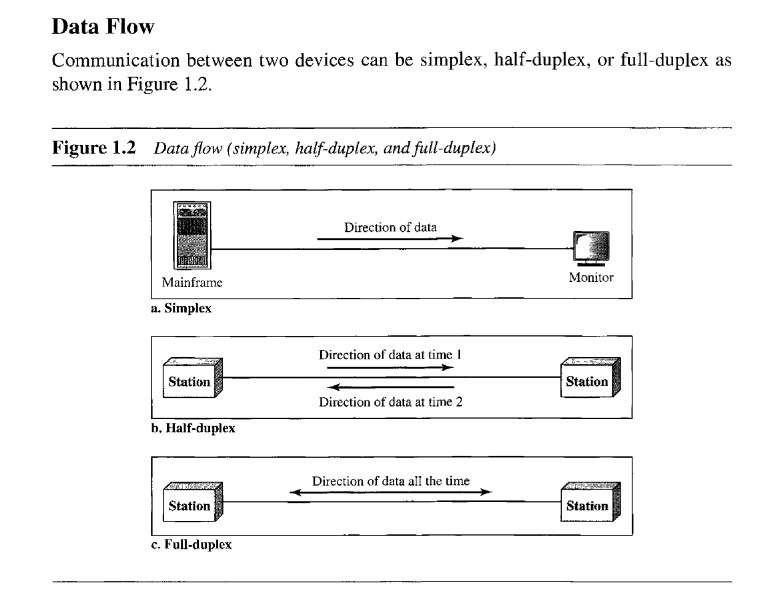 Data Flow
Communication between two devices can be simplex, half-duplex, or full-duplex as
shown in Figure 1.2.
Figure 1.2 Data flow (simplex, half-duplex, and full-duplex)
Direction of data
Mainframe
Monitor
a. Simplex
Direction of data at time 1
Station
Station
Direction of data at time 2
b. Half-duplex
Direction of data all the time
Station
Station
c. Full-duplex